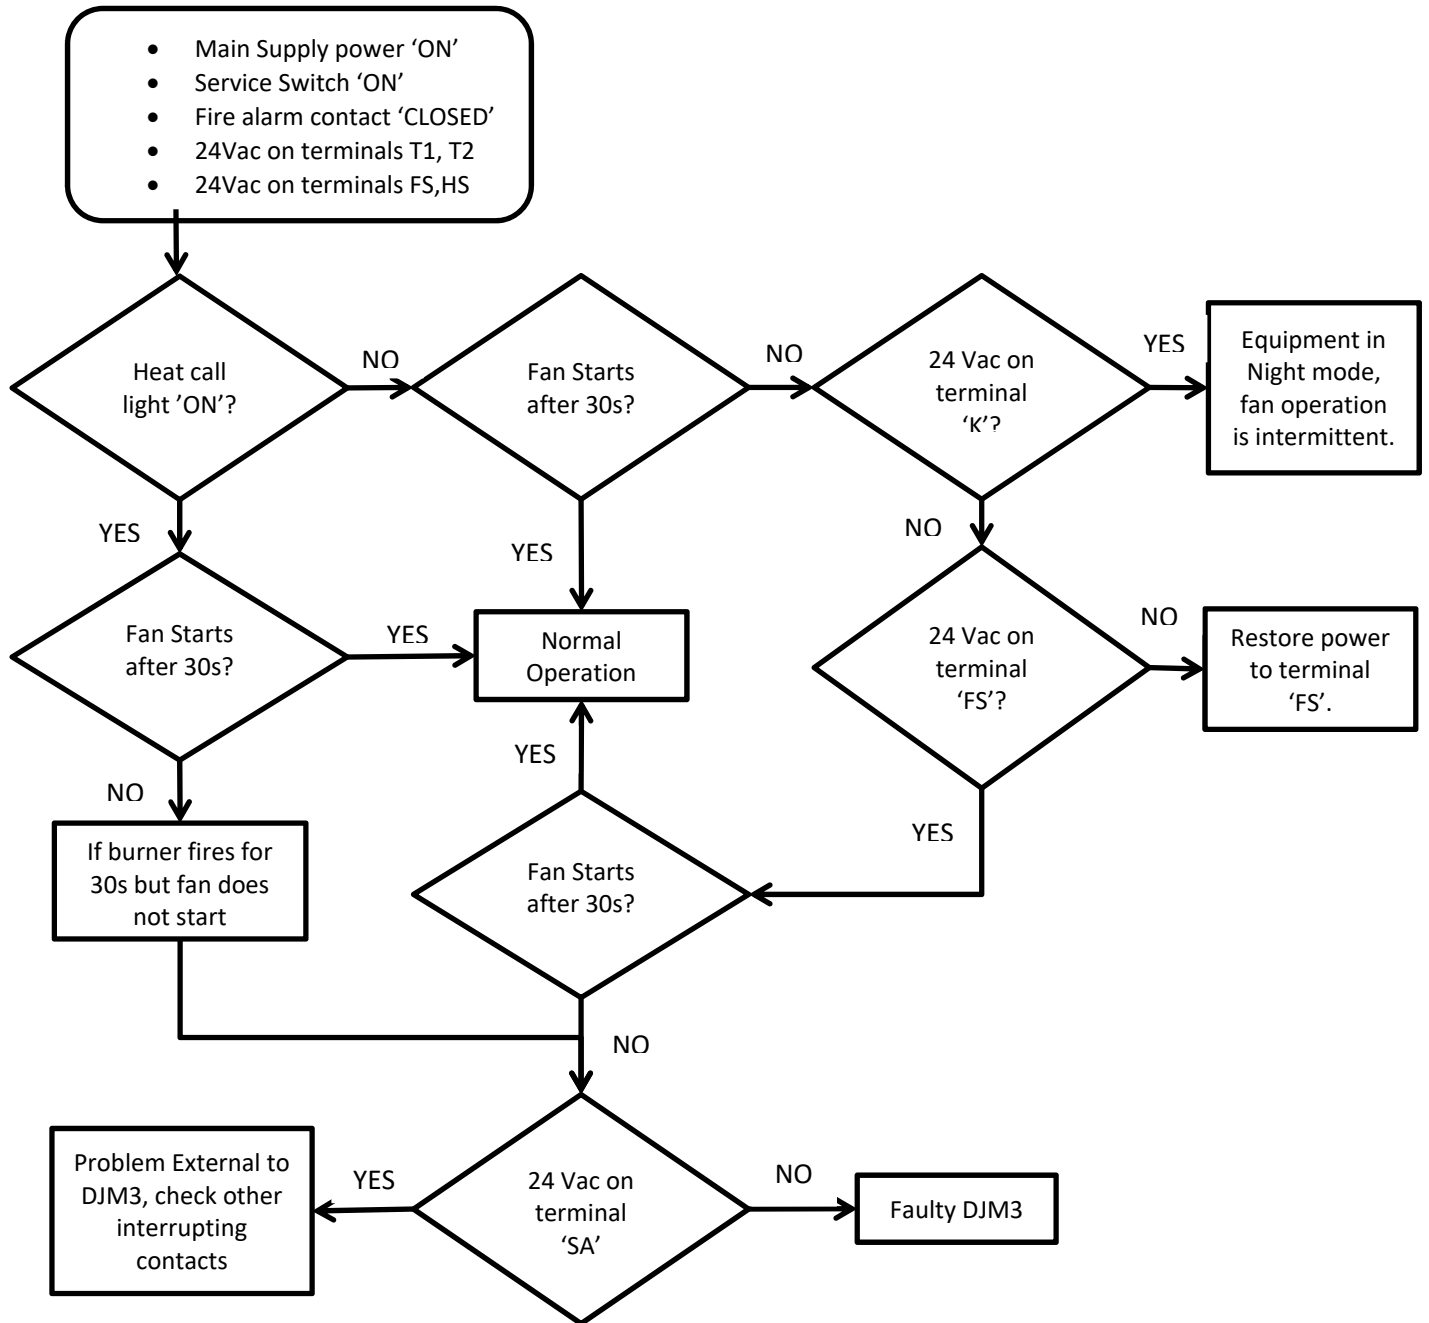 • Main Supply power ‘ON’
• Service Switch ‘ON’
• Fire alarm contact ‘CLOSED’
• 24Vac on terminals T1, T2
• 24Vac on terminals FS,HS
Heat call
light ’ON’?
NO
Fan Starts
after 30s?
NO
24 Vac on
terminal
‘K’?
YES
Equipment in
Night mode,
fan operation
is intermittent.
YES
YES
NO
Fan Starts
after 30s?
YES
Normal
Operation
24 Vac on
terminal
‘FS’?
NO
Restore power
to terminal
‘FS’.
NO
YES
YES
If burner fires for
30s but fan does
not start
Fan Starts
after 30s?
NO
Problem External to
DJM3, check other
interrupting
contacts
YES
24 Vac on
terminal
‘SA’
NO
Faulty DJM3